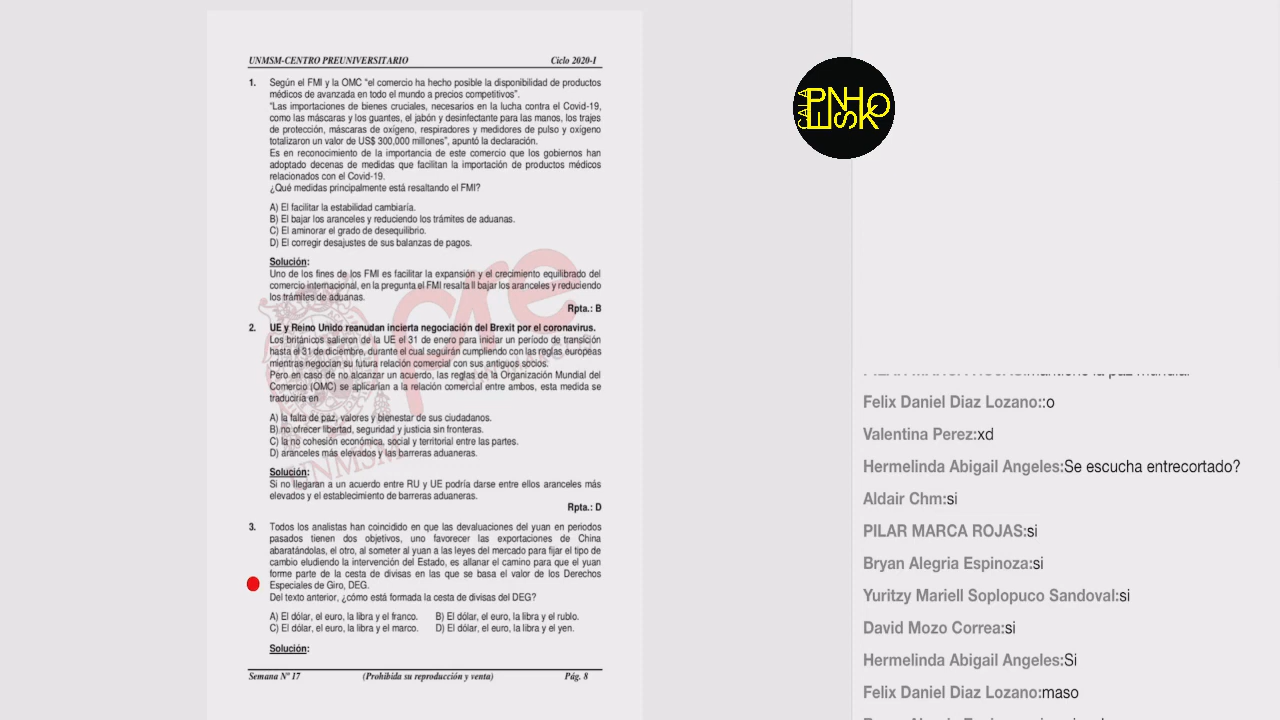 UNMSM-CENTRO PREUNIVERSITARIO Ciclo 2020-I
1. Según el FMI y la OMC “el comercio ha hecho posible la disponibilidad de productos
médicos de avanzada en todo el mundo a precios competitivos”.
“Las importaciones de bienes cruciales, necesarios en la lucha contra el Covid-19,
como las máscaras y los guantes, el jabón y desinfectante para las manos, los trajes
de protección, máscaras de oxígeno, respiradores y medidores de pulso y oxígeno
totalizaron un valor de US$ 300,000 millones”, apuntó la declaración.
Es en reconocimiento de la importancia de este comercio que los gobiernos han
adoptado decenas de medidas que facilitan la importación de productos médicos
relacionados con el Covid-19.
¿Qué medidas principalmente está resaltando el FMI?
A) El facilitar la estabilidad cambiaría.
B) El bajar los aranceles y reduciendo los trámites de aduanas.
C) El aminorar el grado de desequilibrio.
D) El corregir desajustes de sus balanzas de pagos.
Solución:
Uno de los fines de los FMI es facilitar la expansión y el crecimiento equilibrado del
comercio internacional, en la pregunta el FMI resalta ll bajar los aranceles y reduciendo
los trámites de aduanas.
Rpta.: B
2. UE y Reino Unido reanudan incierta negociación del Brexit por el coronavirus.
Los británicos salieron de la UE el 31 de enero para iniciar un período de transición
hasta el 31 de diciembre, durante el cual seguirán cumpliendo con las reglas europeas
mientras negocian su futura relación comercial con sus antiguos socios.
Pero en caso de no alcanzar un acuerdo, las reglas de la Organización Mundial del
Comercio (OMC) se aplicarían a la relación comercial entre ambos, esta medida se
traduciría en
A) la falta de paz, valores y bienestar de sus ciudadanos.
B) no ofrecer libertad, seguridad y justicia sin fronteras.
C) la no cohesión económica, social y territorial entre las partes.
D) aranceles más elevados y las barreras aduaneras.
Solución:
Si no llegaran a un acuerdo entre RU y UE podría darse entre ellos aranceles más
elevados y el establecimiento de barreras aduaneras.
Rpta.: D
3. Todos los analistas han coincidido en que las devaluaciones del yuan en periodos
pasados tienen dos objetivos, uno favorecer las exportaciones de China
abaratándolas, el otro, al someter al yuan a las leyes del mercado para fijar el tipo de
cambio eludiendo la intervención del Estado, es allanar el camino para que el yuan
forme parte de la cesta de divisas en las que se basa el valor de los Derechos
Especiales de Giro, DEG.
Del texto anterior, ¿cómo está formada la cesta de divisas del DEG?
A) El dólar, el euro, la libra y el franco. B) El dólar, el euro, la libra y el rublo.
C) El dólar, el euro, la libra y el marco. D) El dólar, el euro, la libra y el yen.
Solución:
Semana Nº 17 (Prohibida su reproducción y venta) Pág. 8
pre
UNMSM
Felix Daniel Diaz Lozano::o
Valentina Perez:xd
Hermelinda Abigail Angeles:Se escucha entrecortado?
Aldair Chm:si
PILAR MARCA ROJAS:si
Bryan Alegria Espinoza:si
Yuritzy Mariell Soplopuco Sandoval:si
David Mozo Correa:si
Hermelinda Abigail Angeles:Si
Felix Daniel Diaz Lozano:maso